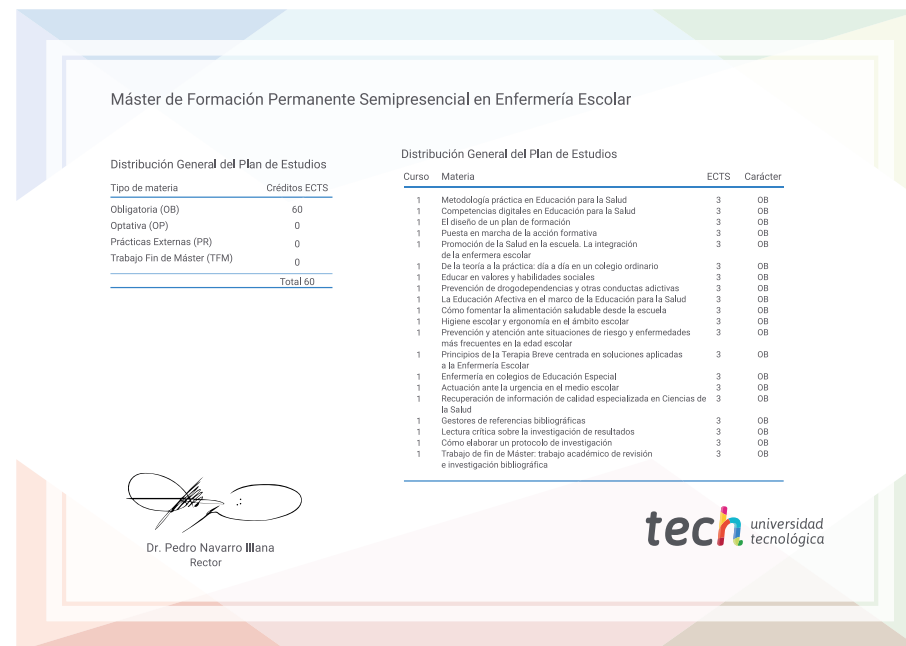 Máster de Formación Permanente Semipresencial en Enfermería Escolar
Distribución General del Plan de Estudios
Tipo de materia Créditos ECTS
Obligatoria (OB) 60
Optativa (OP) 0
Prácticas Externas (PR) 0
Trabajo Fin de Máster (TFM) 0
Total 60
Distribución General del Plan de Estudios
Curso Materia ECTS Carácter
1 Metodología práctica en Educación para la Salud 3 OB
1 Competencias digitales en Educación para la Salud 3 OB
1 El diseño de un plan de formación 3 OB
1 Puesta en marcha de la acción formativa 3 OB
1 Promoción de la Salud en la escuela. La integración 3 OB
de la enfermera escolar
1 De la teoría a la práctica: día a día en un colegio ordinario 3 OB
1 Educar en valores y habilidades sociales 3 OB
1 Prevención de drogodependencias y otras conductas adictivas 3 OB
1 La Educación Afectiva en el marco de la Educación para la Salud 3 OB
1 Cómo fomentar la alimentación saludable desde la escuela 3 OB
1 Higiene escolar y ergonomía en el ámbito escolar 3 OB
1 Prevención y atención ante situaciones de riesgo y enfermedades 3 OB
más frecuentes en la edad escolar
1 Principios de la Terapia Breve centrada en soluciones aplicadas 3 OB
a la Enfermería Escolar
1 Enfermería en colegios de Educación Especial 3 OB
1 Actuación ante la urgencia en el medio escolar 3 OB
1 Recuperación de información de calidad especializada en Ciencias de 3 OB
la Salud
1 Gestores de referencias bibliográficas 3 OB
1 Lectura crítica sobre la investigación de resultados 3 OB
1 Cómo elaborar un protocolo de investigación 3 OB
1 Trabajo de fin de Máster: trabajo académico de revisión 3 OB
e investigación bibliográfica
Dr. Pedro Navarro Illana
Rector
tech universidad
tecnológica